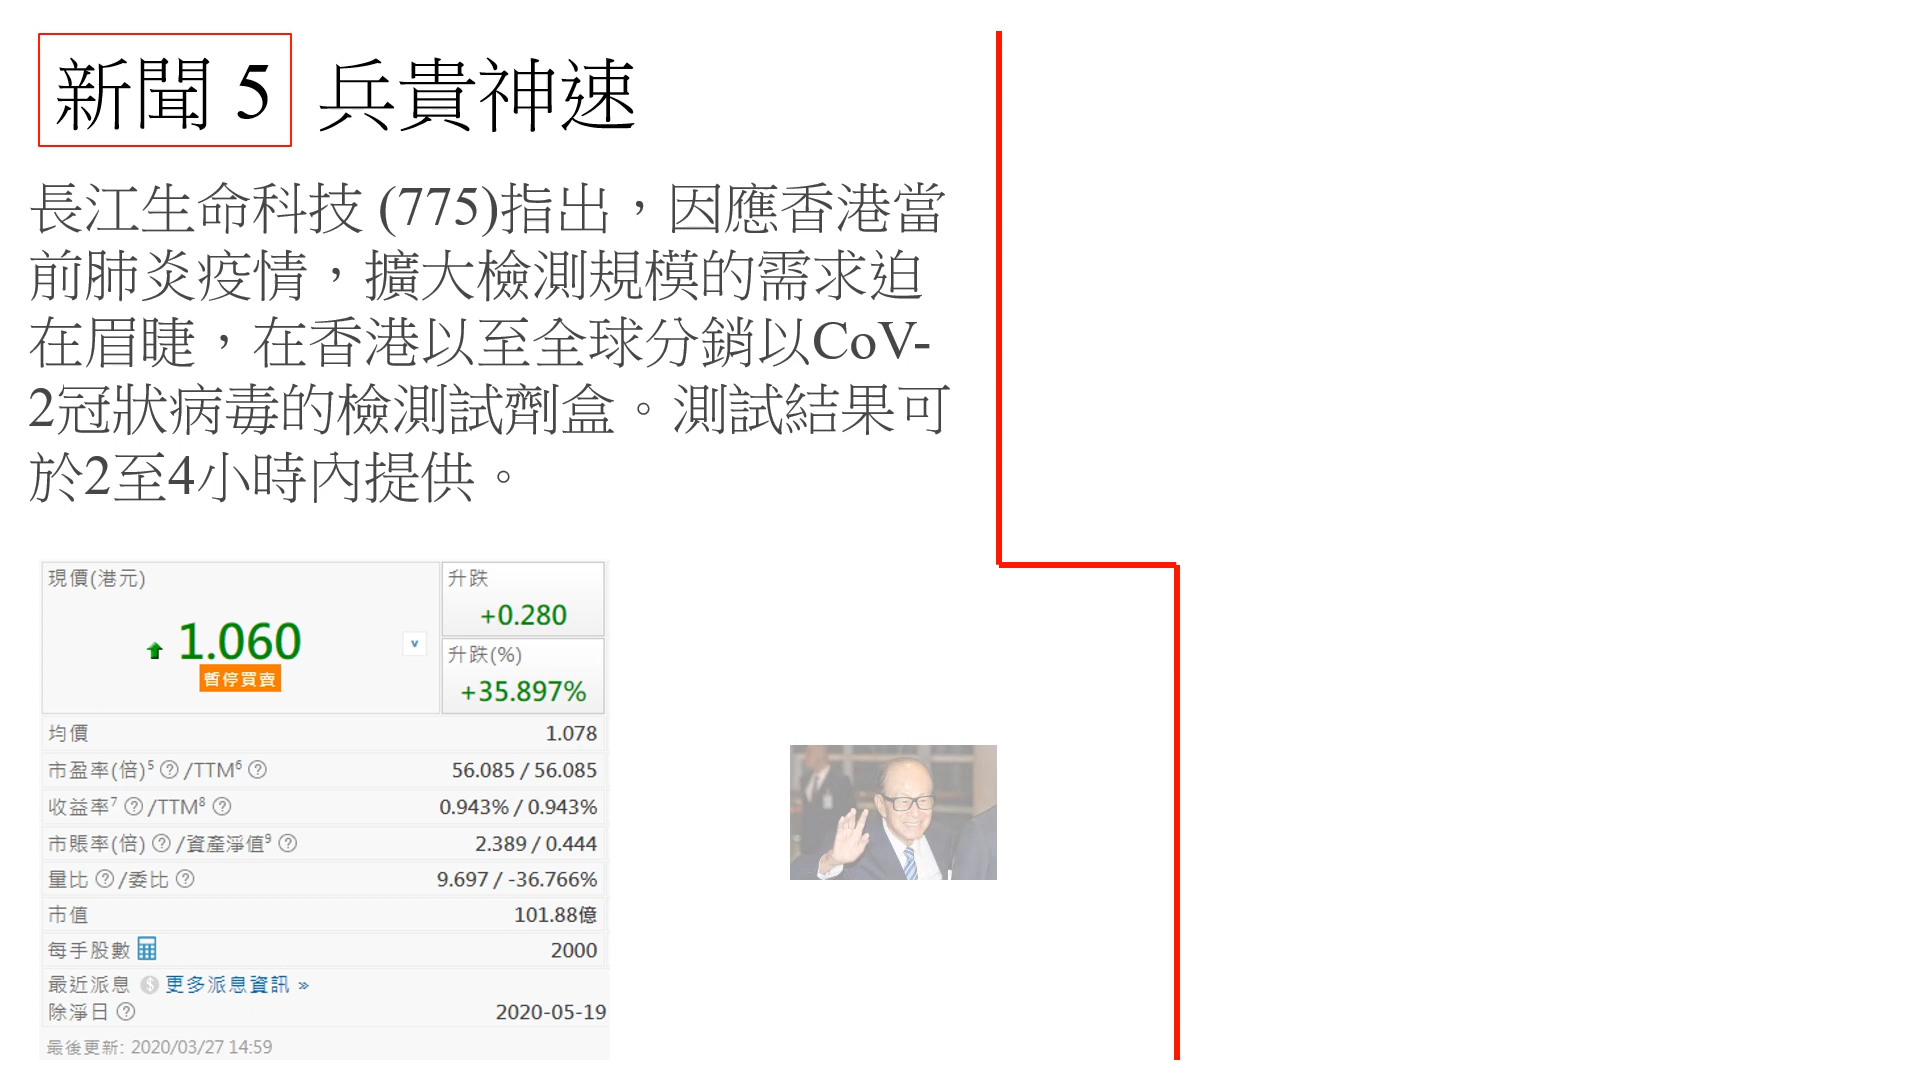 新聞 5 兵貴神速
長江生命科技 (775)指出，因應香港當
前肺炎疫情，擴大檢測規模的需求迫
在眉睫，在香港以至全球分銷以CoV-
2冠狀病毒的檢測試劑盒。測試結果可
於2至4小時內提供。
現價(港元)
1.060
暫停買賣
升跌
+0.280
升跌(%)
+35.897%
均價 1.078
市盈率(倍)5 ? /TTM6 ? 56.085 / 56.085
收益率7 ? /TTM8 ? 0.943% / 0.943%
市賬率(倍) ? /資產淨值9 ? 2.389 / 0.444
量比 ? /委比 ? 9.697 / -36.766%
市值 101.88億
每手股數 2000
最近派息 $ 更多派息資訊 »
除淨日 ? 2020-05-19
最後更新: 2020/03/27 14:59